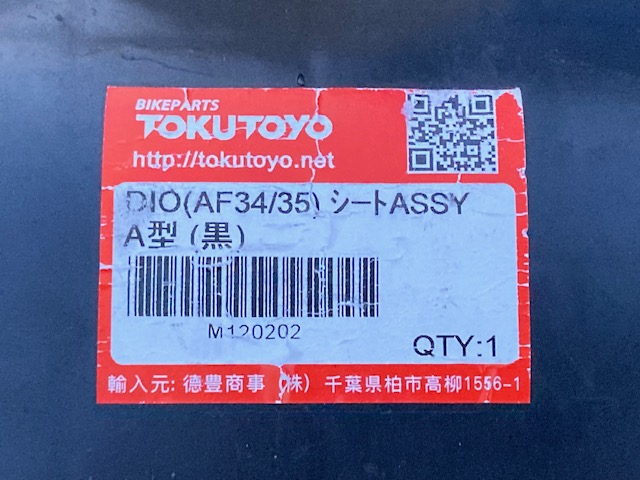 BIKEPARTS
TOKUTOYO
http://tokutoyo.net
DIO(AF34/35) シートASSY
A型 (黒)
M120202
QTY:1
輸入元: 德豊商事（株） 千葉県柏市高柳1556-1